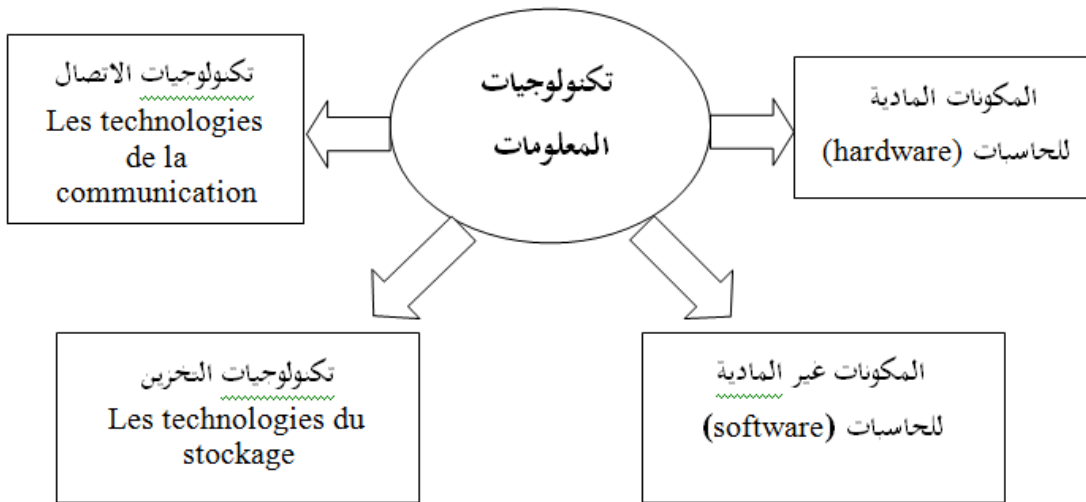 تكنولوجيات
المعلومات
المكونات المادية
للحاسبات (hardware)
تكنولوجيات الاتصال
Les technologies
de la
communication
المكونات غير المادية
للحاسبات (software)
تكنولوجيات التخزين
Les technologies du
stockage